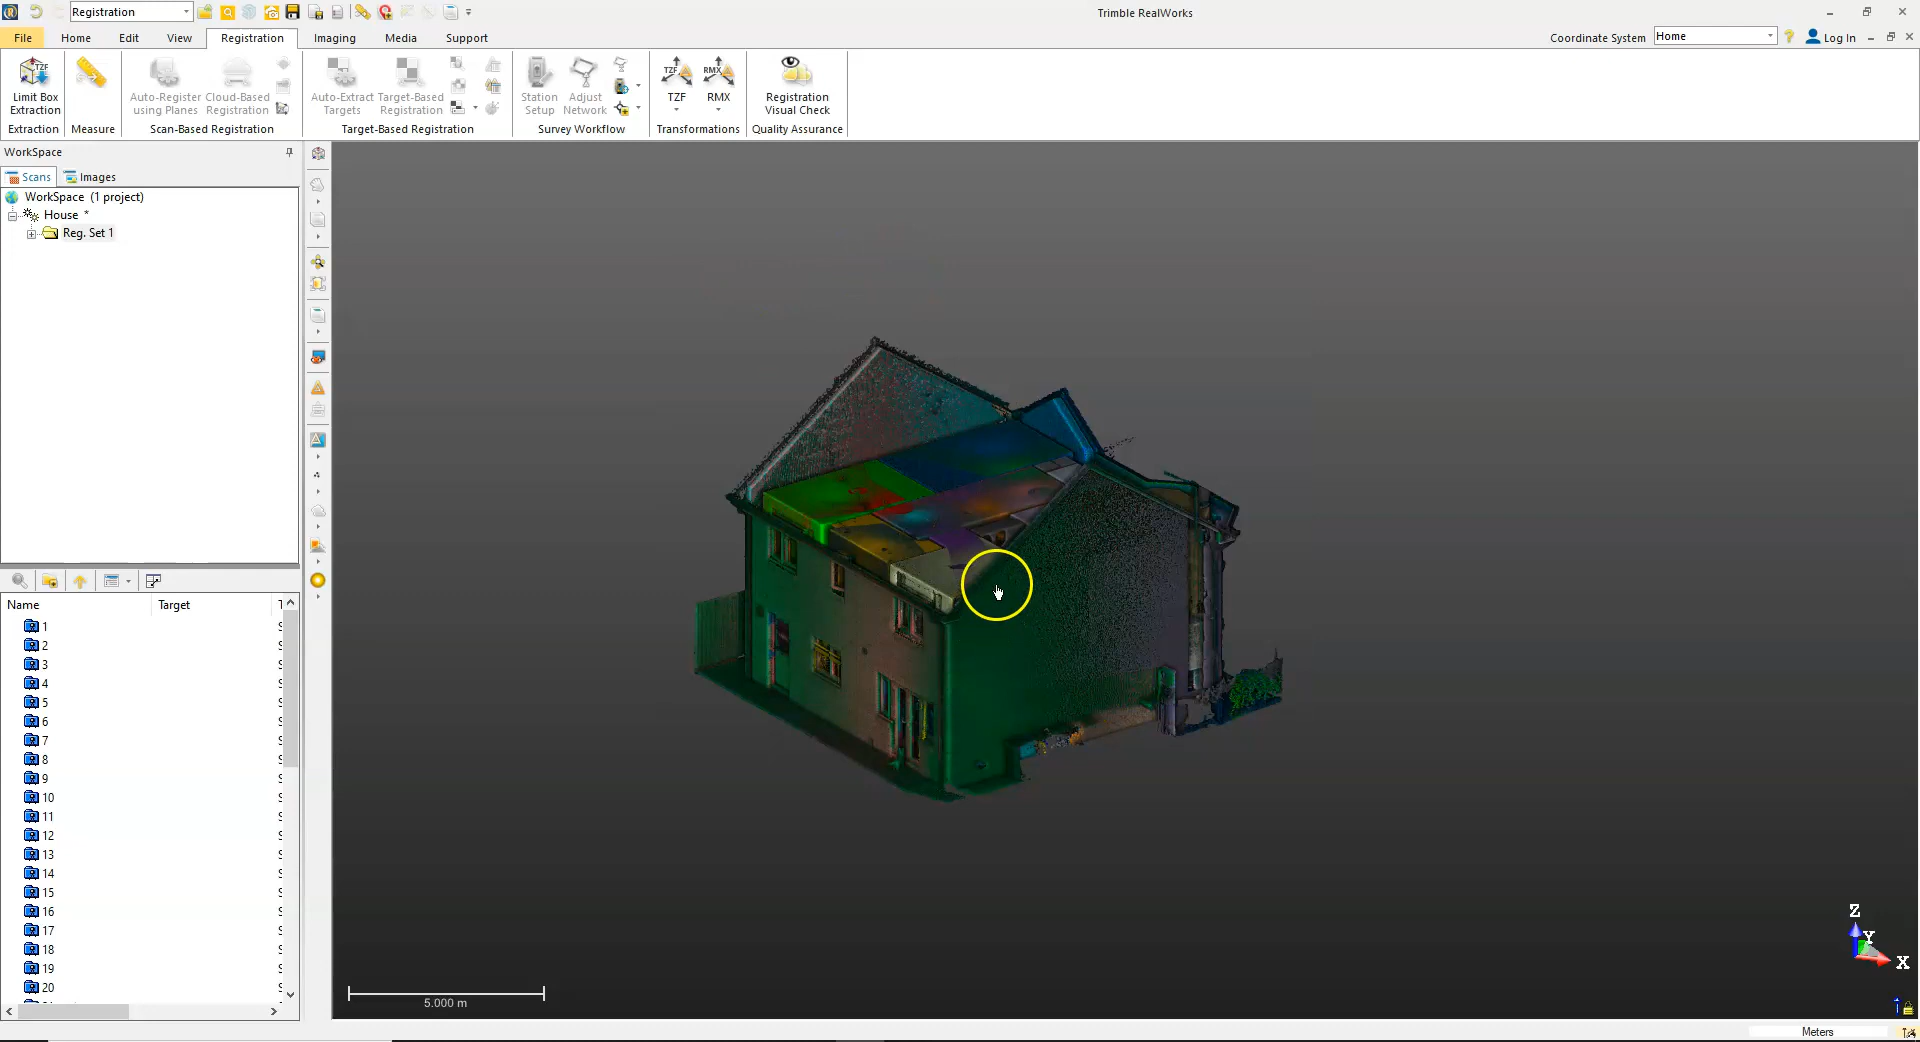 Registration
Trimble RealWorks
File Home Edit View Registration Imaging Media Support
Coordinate System Home Log In
TZF
Limit Box Extraction
Auto-Register using Planes
Cloud-Based Registration
Auto-Extract Targets
Target-Based Registration
Station Setup
Adjust Network
TZF
TZF
RMX
RMX
Registration Visual Check
Extraction Measure Scan-Based Registration Target-Based Registration Survey Workflow Transformations Quality Assurance
WorkSpace
Scans Images
WorkSpace (1 project)
House *
Reg. Set 1
Name Target
1
2
3
4
5
6
7
8
9
10
11
12
13
14
15
16
17
18
19
20
Z
Y
X
5.000 m
Meters